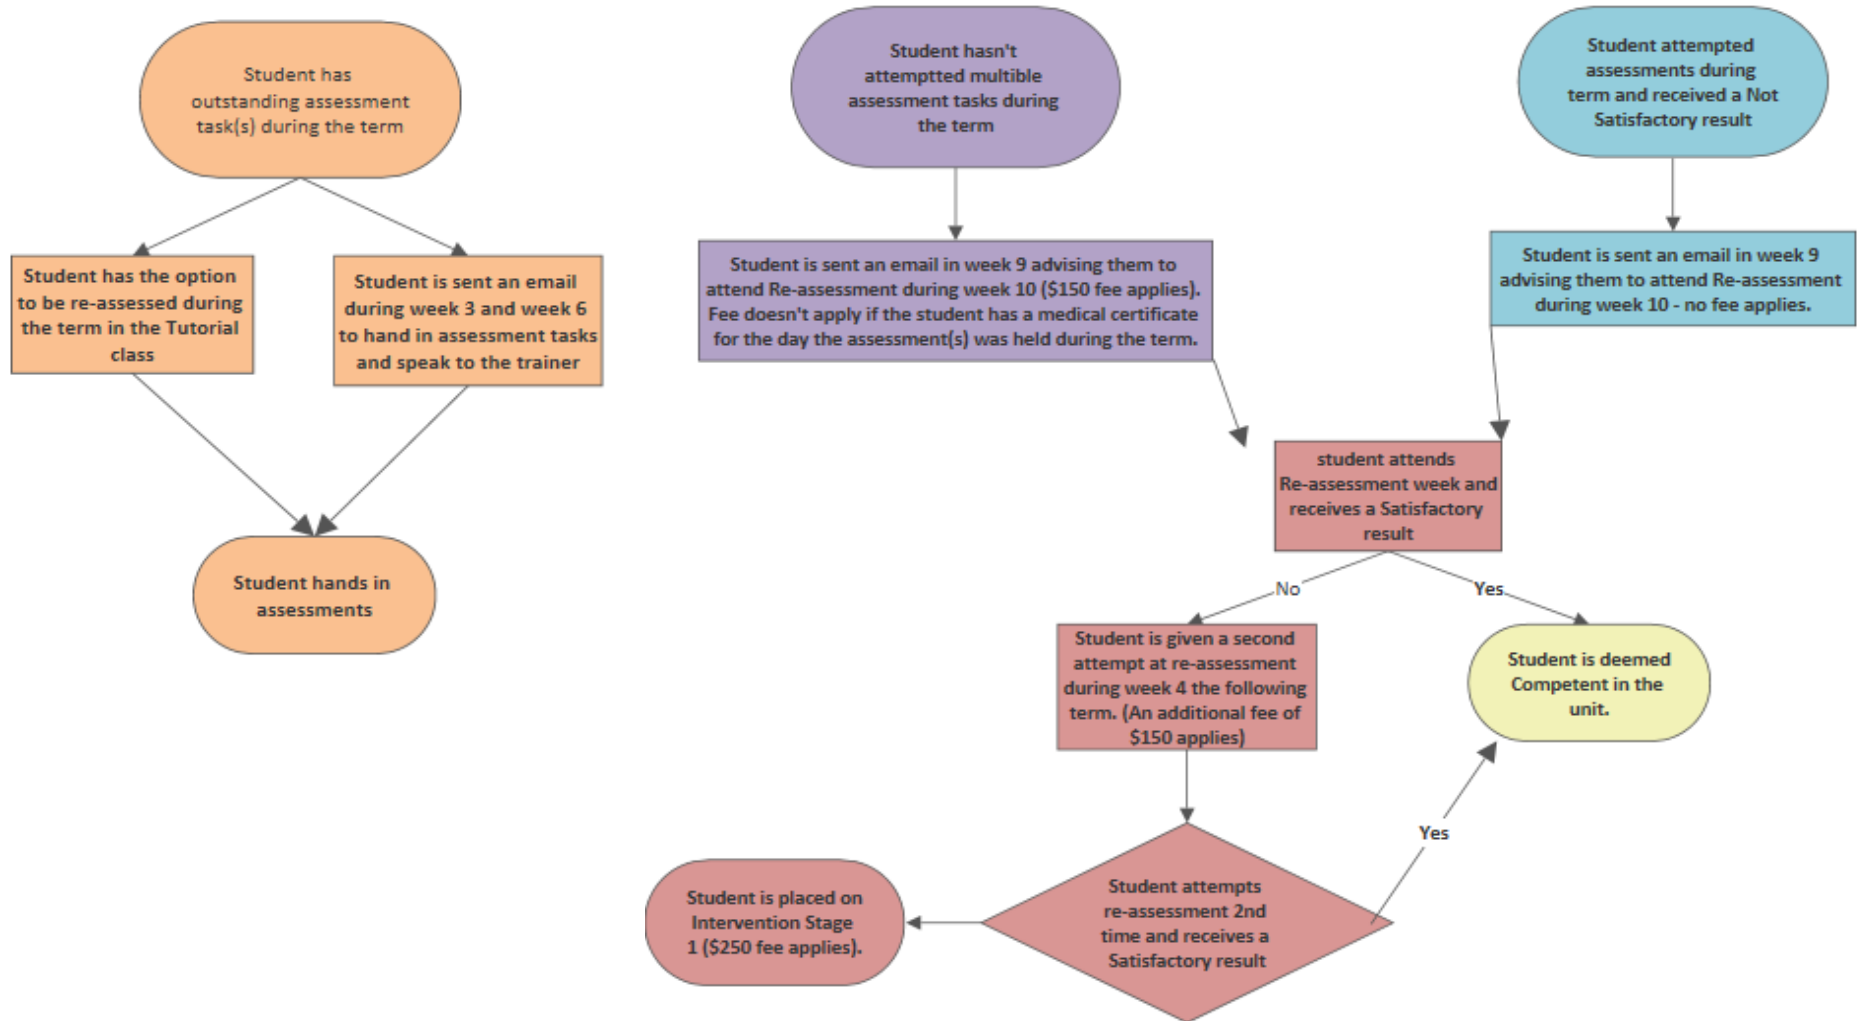 Student has
outstanding assessment
task(s) during the term
Student has the option
to be re-assessed during
the term in the Tutorial
class
Student is sent an email
during week 3 and week 6
to hand in assessment tasks
and speak to the trainer
Student hands in
assessments
Student hasn't
attemptted multible
assessment tasks during
the term
Student is sent an email in week 9 advising them to
attend Re-assessment during week 10 ($150 fee applies).
Fee doesn't apply if the student has a medical certificate
for the day the assessment(s) was held during the term.
Student attempted
assessments during
term and received a Not
Satisfactory result
Student is sent an email in week 9
advising them to attend Re-assessment
during week 10 - no fee applies.
student attends
Re-assessment week and
receives a Satisfactory
result
No
Yes
Student is given a second
attempt at re-assessment
during week 4 the following
term. (An additional fee of
$150 applies)
Student is deemed
Competent in the
unit.
Yes
Student attempts
re-assessment 2nd
time and receives a
Satisfactory result
Student is placed on
Intervention Stage
1 ($250 fee applies).